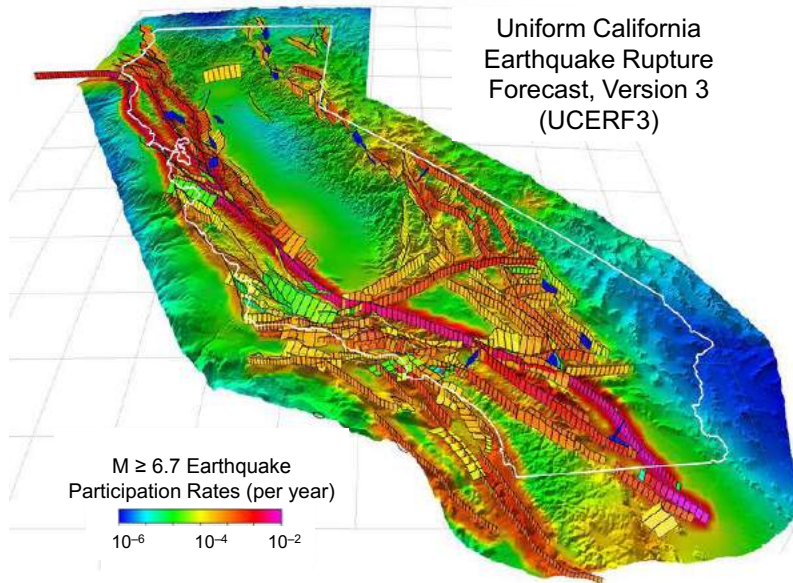 Uniform California
Earthquake Rupture
Forecast, Version 3
(UCERF3)
M ≥ 6.7 Earthquake
Participation Rates (per year)
10⁻⁶ 10⁻⁴ 10⁻²